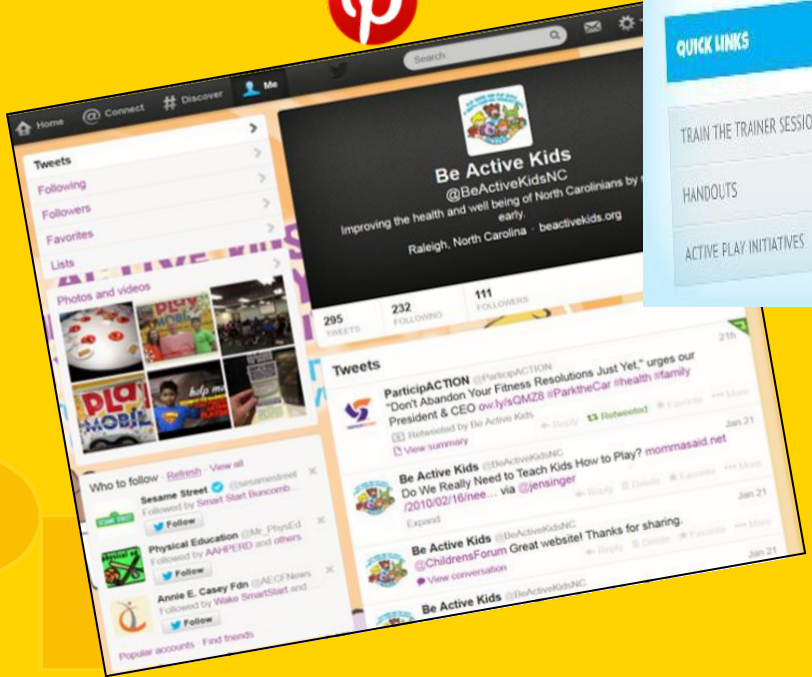 QUICK LINKS
TRAIN THE TRAINER SESSIO
HANDOUTS
ACTIVE PLAY INITIATIVES
Home
@ Connect
# Discover
Me
Search
Tweets
Following
Followers
Favorites
Lists
Photos and videos
Be Active Kids
@BeActiveKidsNC
Improving the health and well being of North Carolinians by s
early.
Raleigh, North Carolina · beactivekids.org
295
TWEETS
232
FOLLOWING
111
FOLLOWERS
Who to follow · Refresh · View all
Sesame Street @sesamestreet
Followed by Smart Start Buncomb...
Follow
Physical Education @Mr_PhysEd
Followed by AAHPERD and others
Follow
Annie E. Casey Fdn @AECFNews
Followed by Wake SmartStart and
Follow
Popular accounts · Find friends
Tweets
ParticipACTION @ParticipACTION
21h
"Don't Abandon Your Fitness Resolutions Just Yet," urges our
President & CEO ow.ly/sQMZ8 #ParktheCar #health #family
Retweeted by Be Active Kids
Reply Retweeted Favorite More
View summary
Be Active Kids @BeActiveKidsNC
Jan 21
Do We Really Need to Teach Kids How to Play? mommasaid.net
/2010/02/16/nee… via @jensinger
Expand
Reply Delete Favorite More
Be Active Kids @BeActiveKidsNC
Jan 21
@ChildrensForum Great website! Thanks for sharing.
View conversation
Reply Delete Favorite More
Be Active Kids @BeActiveKidsNC
Jan 21